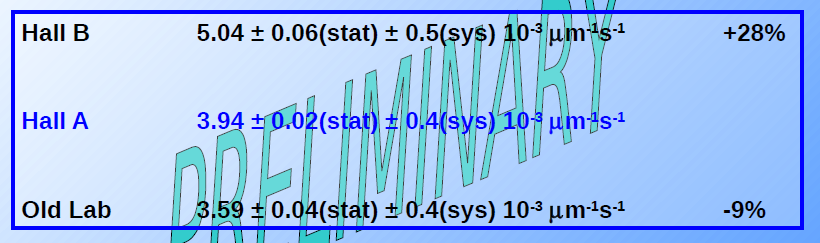 Hall B 5.04 ± 0.06(stat) ± 0.5(sys) 10⁻³ μm⁻¹s⁻¹ +28%
Hall A 3.94 ± 0.02(stat) ± 0.4(sys) 10⁻³ μm⁻¹s⁻¹
Old Lab 3.59 ± 0.04(stat) ± 0.4(sys) 10⁻³ μm⁻¹s⁻¹ -9%
PRELIMINARY